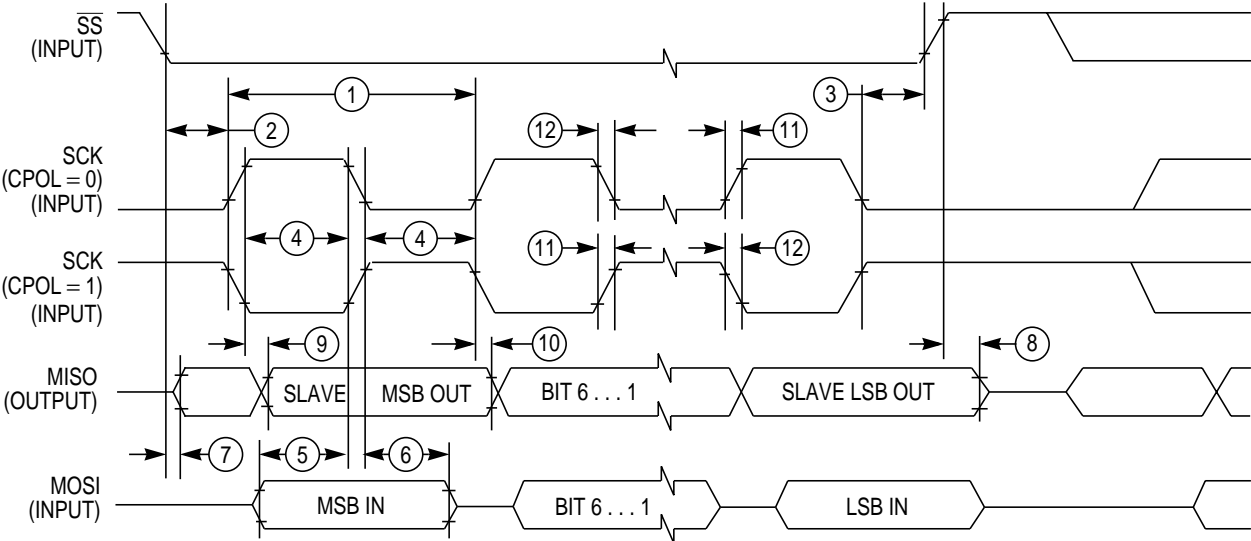 SS
(INPUT)
1
3
2
12
11
SCK
(CPOL = 0)
(INPUT)
4
4
11
12
SCK
(CPOL = 1)
(INPUT)
9
10
8
MISO
(OUTPUT)
SLAVE
MSB OUT
BIT 6 . . . 1
SLAVE LSB OUT
7
5
6
MOSI
(INPUT)
MSB IN
BIT 6 . . . 1
LSB IN